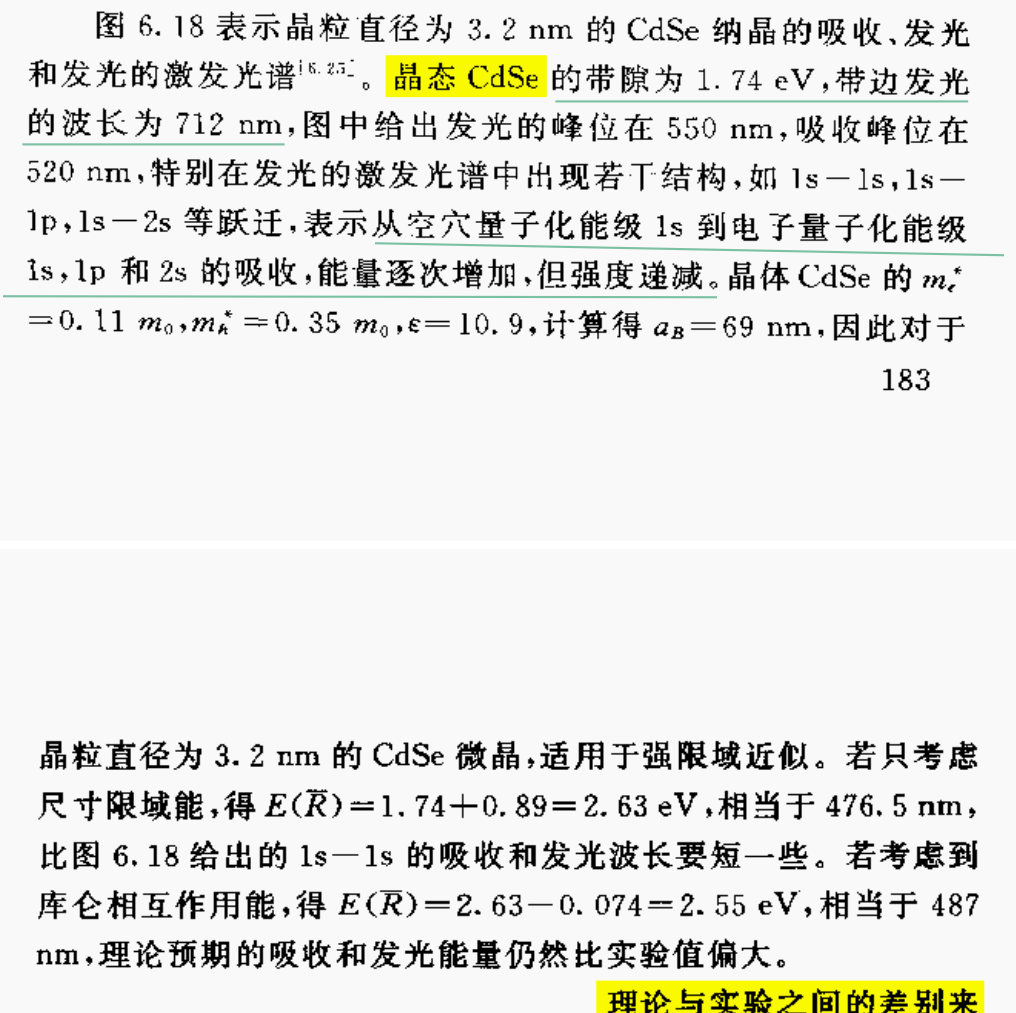 图 6.18 表示晶粒直径为 3.2 nm 的 CdSe 纳晶的吸收、发光
和发光的激发光谱[6.25]。晶态 CdSe 的带隙为 1.74 eV,带边发光
的波长为 712 nm,图中给出发光的峰位在 550 nm,吸收峰位在
520 nm,特别在发光的激发光谱中出现若干结构,如 1s-1s,1s-
1p,1s-2s 等跃迁,表示从空穴量子化能级 1s 到电子量子化能级
1s,1p 和 2s 的吸收,能量逐次增加,但强度递减。晶体 CdSe 的 mₑ*
=0.11 m₀,mₕ*=0.35 m₀,ε=10.9,计算得 a_B=69 nm,因此对于
183
晶粒直径为 3.2 nm 的 CdSe 微晶,适用于强限域近似。若只考虑
尺寸限域能,得 E(R̅)=1.74+0.89=2.63 eV,相当于 476.5 nm,
比图 6.18 给出的 1s-1s 的吸收和发光波长要短一些。若考虑到
库仑相互作用能,得 E(R̅)=2.63-0.074=2.55 eV,相当于 487
nm,理论预期的吸收和发光能量仍然比实验值偏大。
理论与实验之间的差别来